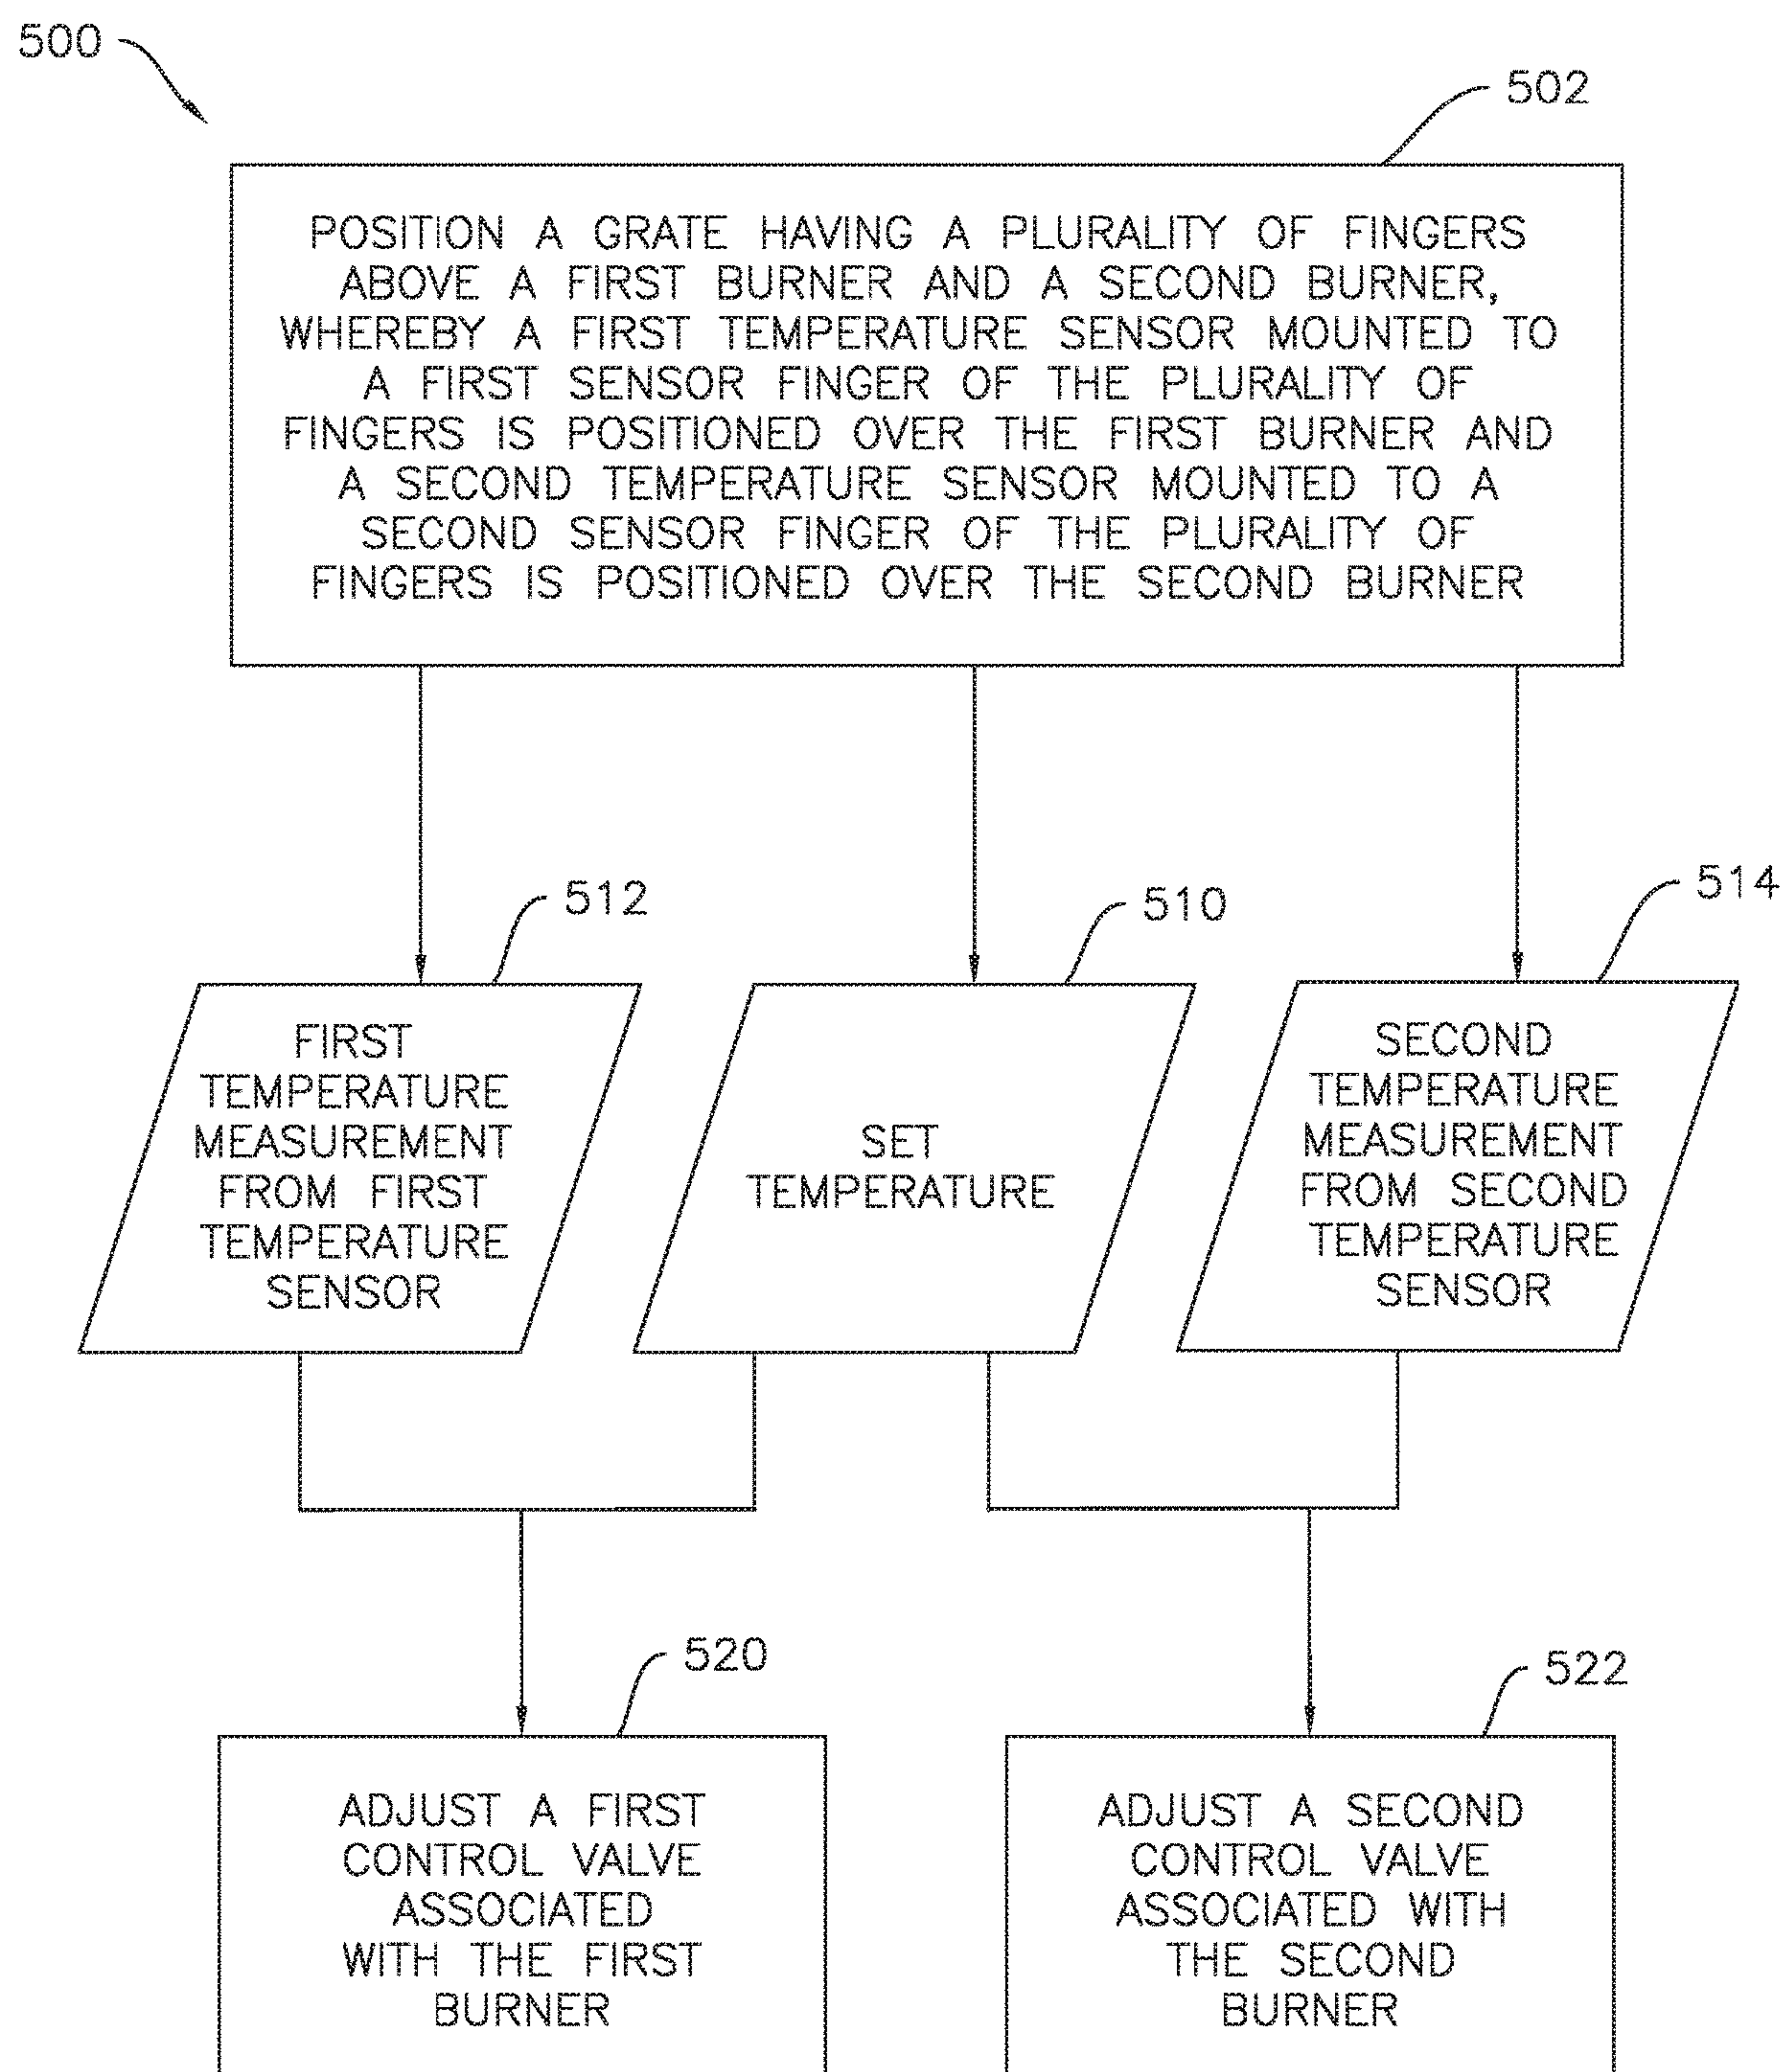 500
502
POSITION A GRATE HAVING A PLURALITY OF FINGERS
ABOVE A FIRST BURNER AND A SECOND BURNER,
WHEREBY A FIRST TEMPERATURE SENSOR MOUNTED TO
A FIRST SENSOR FINGER OF THE PLURALITY OF
FINGERS IS POSITIONED OVER THE FIRST BURNER AND
A SECOND TEMPERATURE SENSOR MOUNTED TO A
SECOND SENSOR FINGER OF THE PLURALITY OF
FINGERS IS POSITIONED OVER THE SECOND BURNER
512
FIRST
TEMPERATURE
MEASUREMENT
FROM FIRST
TEMPERATURE
SENSOR
510
SET
TEMPERATURE
514
SECOND
TEMPERATURE
MEASUREMENT
FROM SECOND
TEMPERATURE
SENSOR
520
ADJUST A FIRST
CONTROL VALVE
ASSOCIATED
WITH THE FIRST
BURNER
522
ADJUST A SECOND
CONTROL VALVE
ASSOCIATED WITH
THE SECOND
BURNER